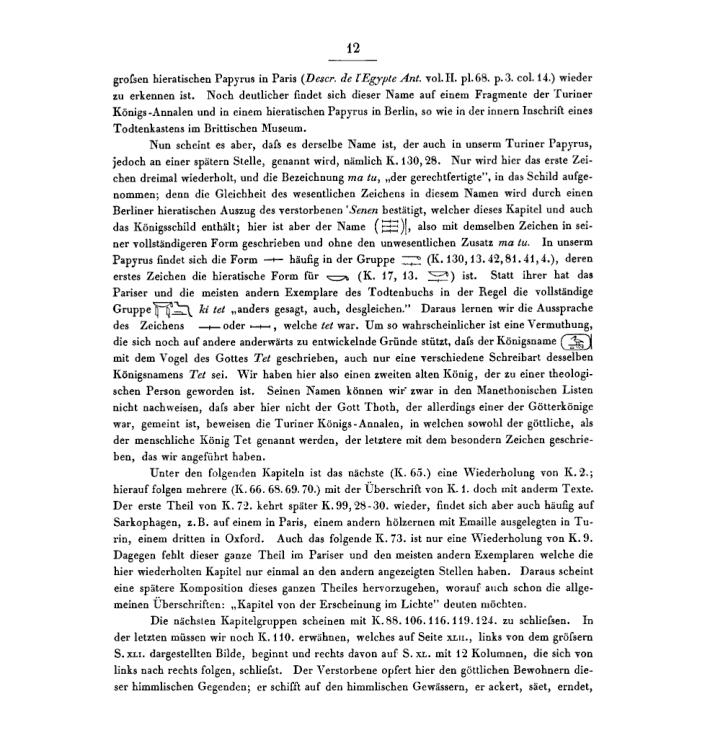 12
groſsen hieratischen Papyrus in Paris (Descr. de l'Egypte Ant. vol. II. pl. 68. p. 3. col. 14.) wieder
zu erkennen ist. Noch deutlicher findet sich dieser Name auf einem Fragmente der Turiner
Königs-Annalen und in einem hieratischen Papyrus in Berlin, so wie in der innern Inschrift eines
Todtenkastens im Brittischen Museum.
Nun scheint es aber, daſs es derselbe Name ist, der auch in unserm Turiner Papyrus,
jedoch an einer spätern Stelle, genannt wird, nämlich K. 130, 28. Nur wird hier das erste Zei-
chen dreimal wiederholt, und die Bezeichnung ma tu, „der gerechtfertigte”, in das Schild aufge-
nommen; denn die Gleichheit des wesentlichen Zeichens in diesem Namen wird durch einen
Berliner hieratischen Auszug des verstorbenen 'Senen bestätigt, welcher dieses Kapitel und auch
das Königsschild enthält; hier ist aber der Name , also mit demselben Zeichen in sei-
ner vollständigeren Form geschrieben und ohne den unwesentlichen Zusatz ma tu. In unserm
Papyrus findet sich die Form häufig in der Gruppe (K. 130, 13. 42, 81. 41, 4.), deren
erstes Zeichen die hieratische Form für (K. 17, 13. ) ist. Statt ihrer hat das
Pariser und die meisten andern Exemplare des Todtenbuchs in der Regel die vollständige
Gruppe ki tet „anders gesagt, auch, desgleichen.” Daraus lernen wir die Aussprache
des Zeichens oder , welche tet war. Um so wahrscheinlicher ist eine Vermuthung,
die sich noch auf andere anderwärts zu entwickelnde Gründe stützt, daſs der Königsname
mit dem Vogel des Gottes Tet geschrieben, auch nur eine verschiedene Schreibart desselben
Königsnamens Tet sei. Wir haben hier also einen zweiten alten König, der zu einer theologi-
schen Person geworden ist. Seinen Namen können wir zwar in den Manethonischen Listen
nicht nachweisen, daſs aber hier nicht der Gott Thoth, der allerdings einer der Götterkönige
war, gemeint ist, beweisen die Turiner Königs-Annalen, in welchen sowohl der göttliche, als
der menschliche König Tet genannt werden, der letztere mit dem besondern Zeichen geschrie-
ben, das wir angeführt haben.
Unter den folgenden Kapiteln ist das nächste (K. 65.) eine Wiederholung von K. 2.;
hierauf folgen mehrere (K. 66. 68. 69. 70.) mit der Überschrift von K. 1. doch mit anderm Texte.
Der erste Theil von K. 72. kehrt später K. 99, 28-30. wieder, findet sich aber auch häufig auf
Sarkophagen, z. B. auf einem in Paris, einem andern hölzernen mit Emaille ausgelegten in Tu-
rin, einem dritten in Oxford. Auch das folgende K. 73. ist nur eine Wiederholung von K. 9.
Dagegen fehlt dieser ganze Theil im Pariser und den meisten andern Exemplaren welche die
hier wiederholten Kapitel nur einmal an den andern angezeigten Stellen haben. Daraus scheint
eine spätere Komposition dieses ganzen Theiles hervorzugehen, worauf auch schon die allge-
meinen Überschriften: „Kapitel von der Erscheinung im Lichte” deuten möchten.
Die nächsten Kapitelgruppen scheinen mit K. 88. 106. 116. 119. 124. zu schlieſsen. In
der letzten müssen wir noch K. 110. erwähnen, welches auf Seite XLII., links von dem gröſsern
S. XLI. dargestellten Bilde, beginnt und rechts davon auf S. XL. mit 12 Kolumnen, die sich von
links nach rechts folgen, schlieſst. Der Verstorbene opfert hier den göttlichen Bewohnern die-
ser himmlischen Gegenden; er schifft auf den himmlischen Gewässern, er ackert, säet, erndet,